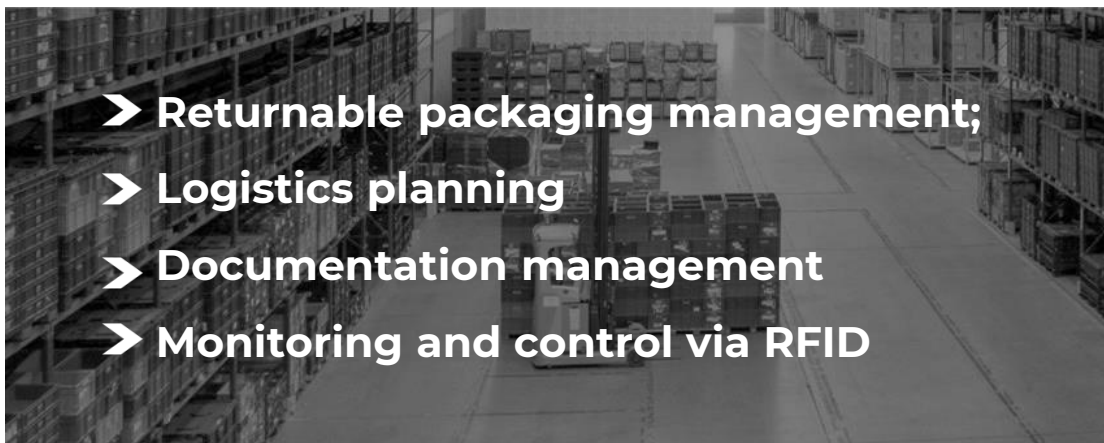 Returnable packaging management;
Logistics planning
Documentation management
Monitoring and control via RFID